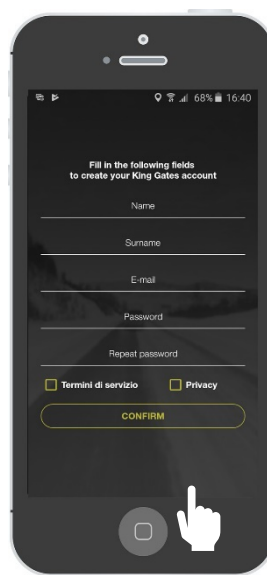 68% 16:40
Fill in the following fields
to create your King Gates account
Name
Surname
E-mail
Password
Repeat password
Termini di servizio Privacy
CONFIRM